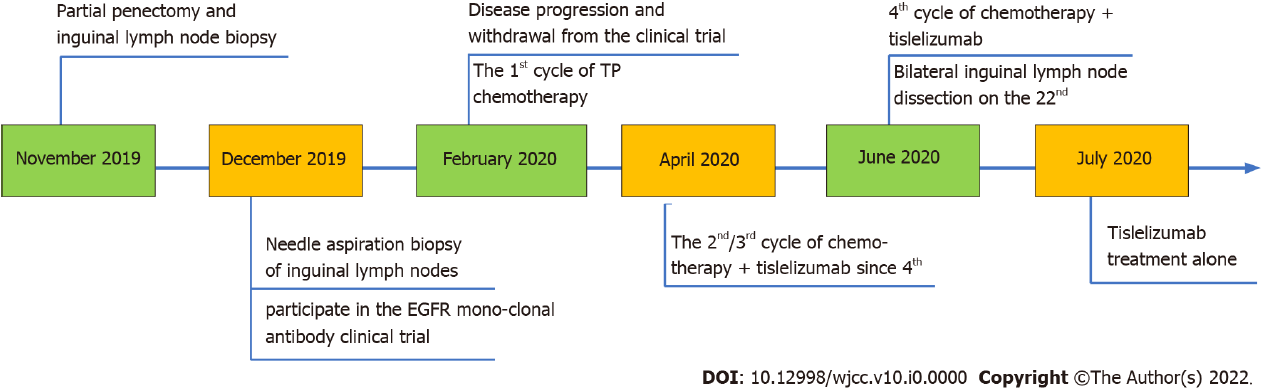 Partial penectomy and
inguinal lymph node biopsy
Disease progression and
withdrawal from the clinical trial
The 1st cycle of TP
chemotherapy
4th cycle of chemotherapy +
tislelizumab
Bilateral inguinal lymph node
dissection on the 22nd
November 2019
December 2019
February 2020
April 2020
June 2020
July 2020
Needle aspiration biopsy
of inguinal lymph nodes
participate in the EGFR mono-clonal
antibody clinical trial
The 2nd/3rd cycle of chemo-
therapy + tislelizumab since 4th
Tislelizumab
treatment alone
DOI: 10.12998/wjcc.v10.i0.0000 Copyright ©The Author(s) 2022.